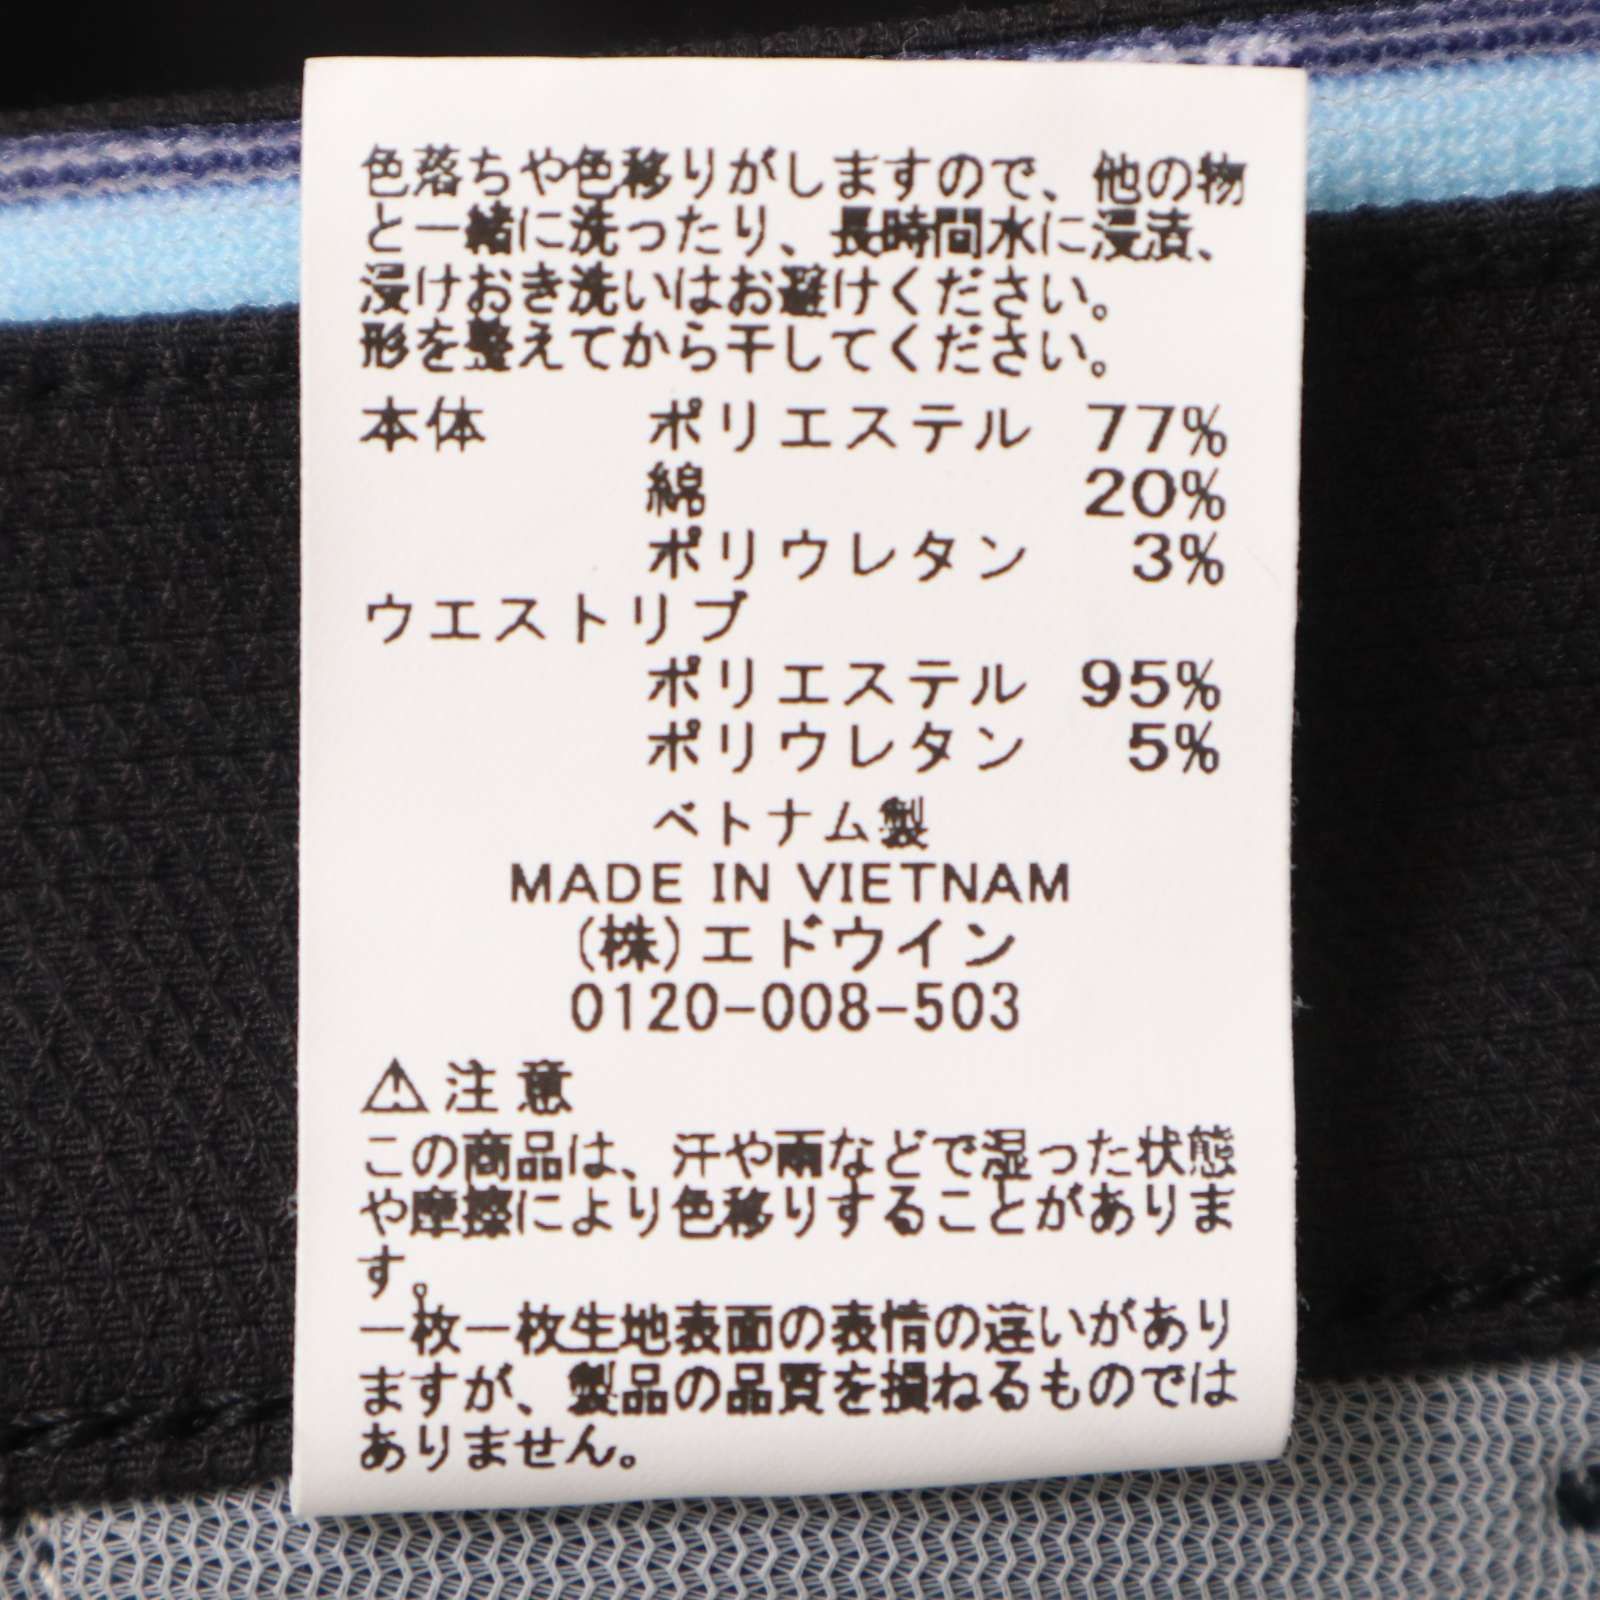 色落ちや色移りがしますので、他の物
と一緒に洗ったり、長時間水に浸漬、
浸けおき洗いはお避けください。
形を整えてから干してください。
本体 ポリエステル 77%
綿 20%
ポリウレタン 3%
ウエストリブ
ポリエステル 95%
ポリウレタン 5%
ベトナム製
MADE IN VIETNAM
(株)エドウイン
0120-008-503
⚠注意
この商品は、汗や雨などで湿った状態
や摩擦により色移りすることがありま
す。
一枚一枚生地表面の表情の違いがあり
ますが、製品の品質を損ねるものでは
ありません。